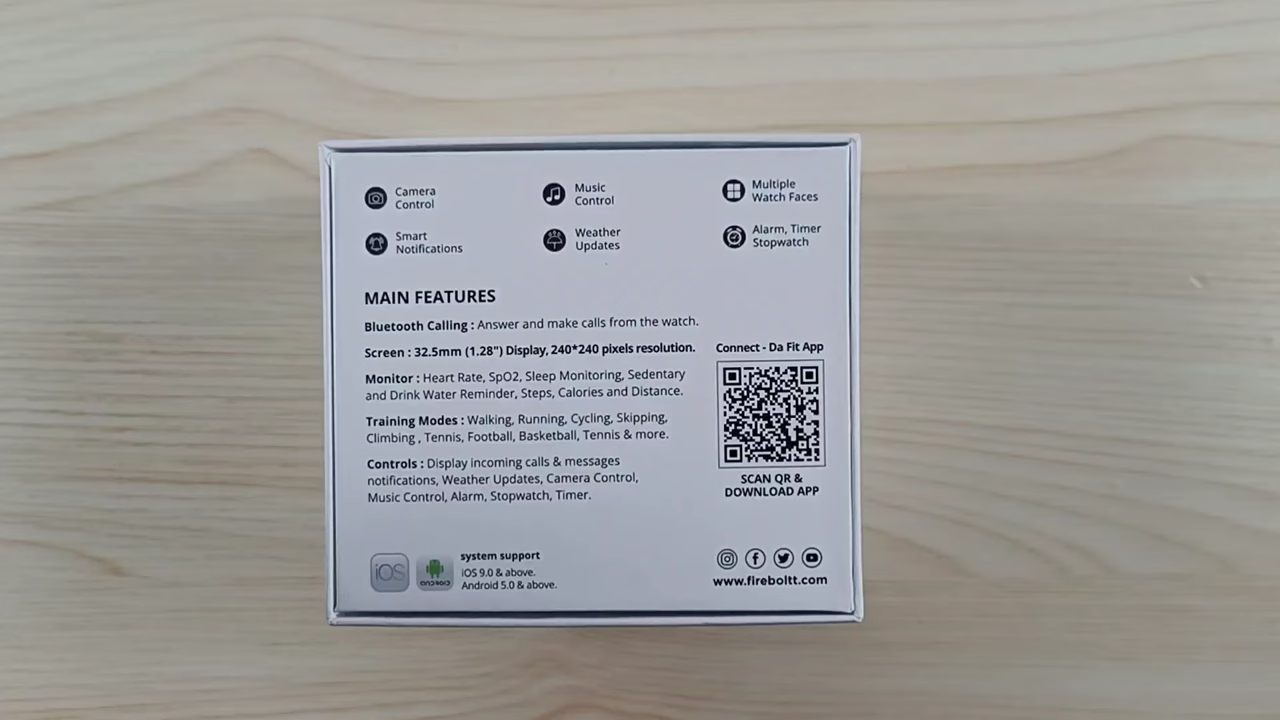 Camera
Control
Music
Control
Multiple
Watch Faces
Smart
Notifications
Weather
Updates
Alarm, Timer
Stopwatch
MAIN FEATURES
Bluetooth Calling : Answer and make calls from the watch.
Screen : 32.5mm (1.28") Display, 240*240 pixels resolution.
Monitor : Heart Rate, SpO2, Sleep Monitoring, Sedentary
and Drink Water Reminder, Steps, Calories and Distance.
Training Modes : Walking, Running, Cycling, Skipping,
Climbing , Tennis, Football, Basketball, Tennis & more.
Controls : Display incoming calls & messages
notifications, Weather Updates, Camera Control,
Music Control, Alarm, Stopwatch, Timer.
Connect - Da Fit App
SCAN QR &
DOWNLOAD APP
iOS
ANDROID
system support
iOS 9.0 & above.
Android 5.0 & above.
www.fireboltt.com